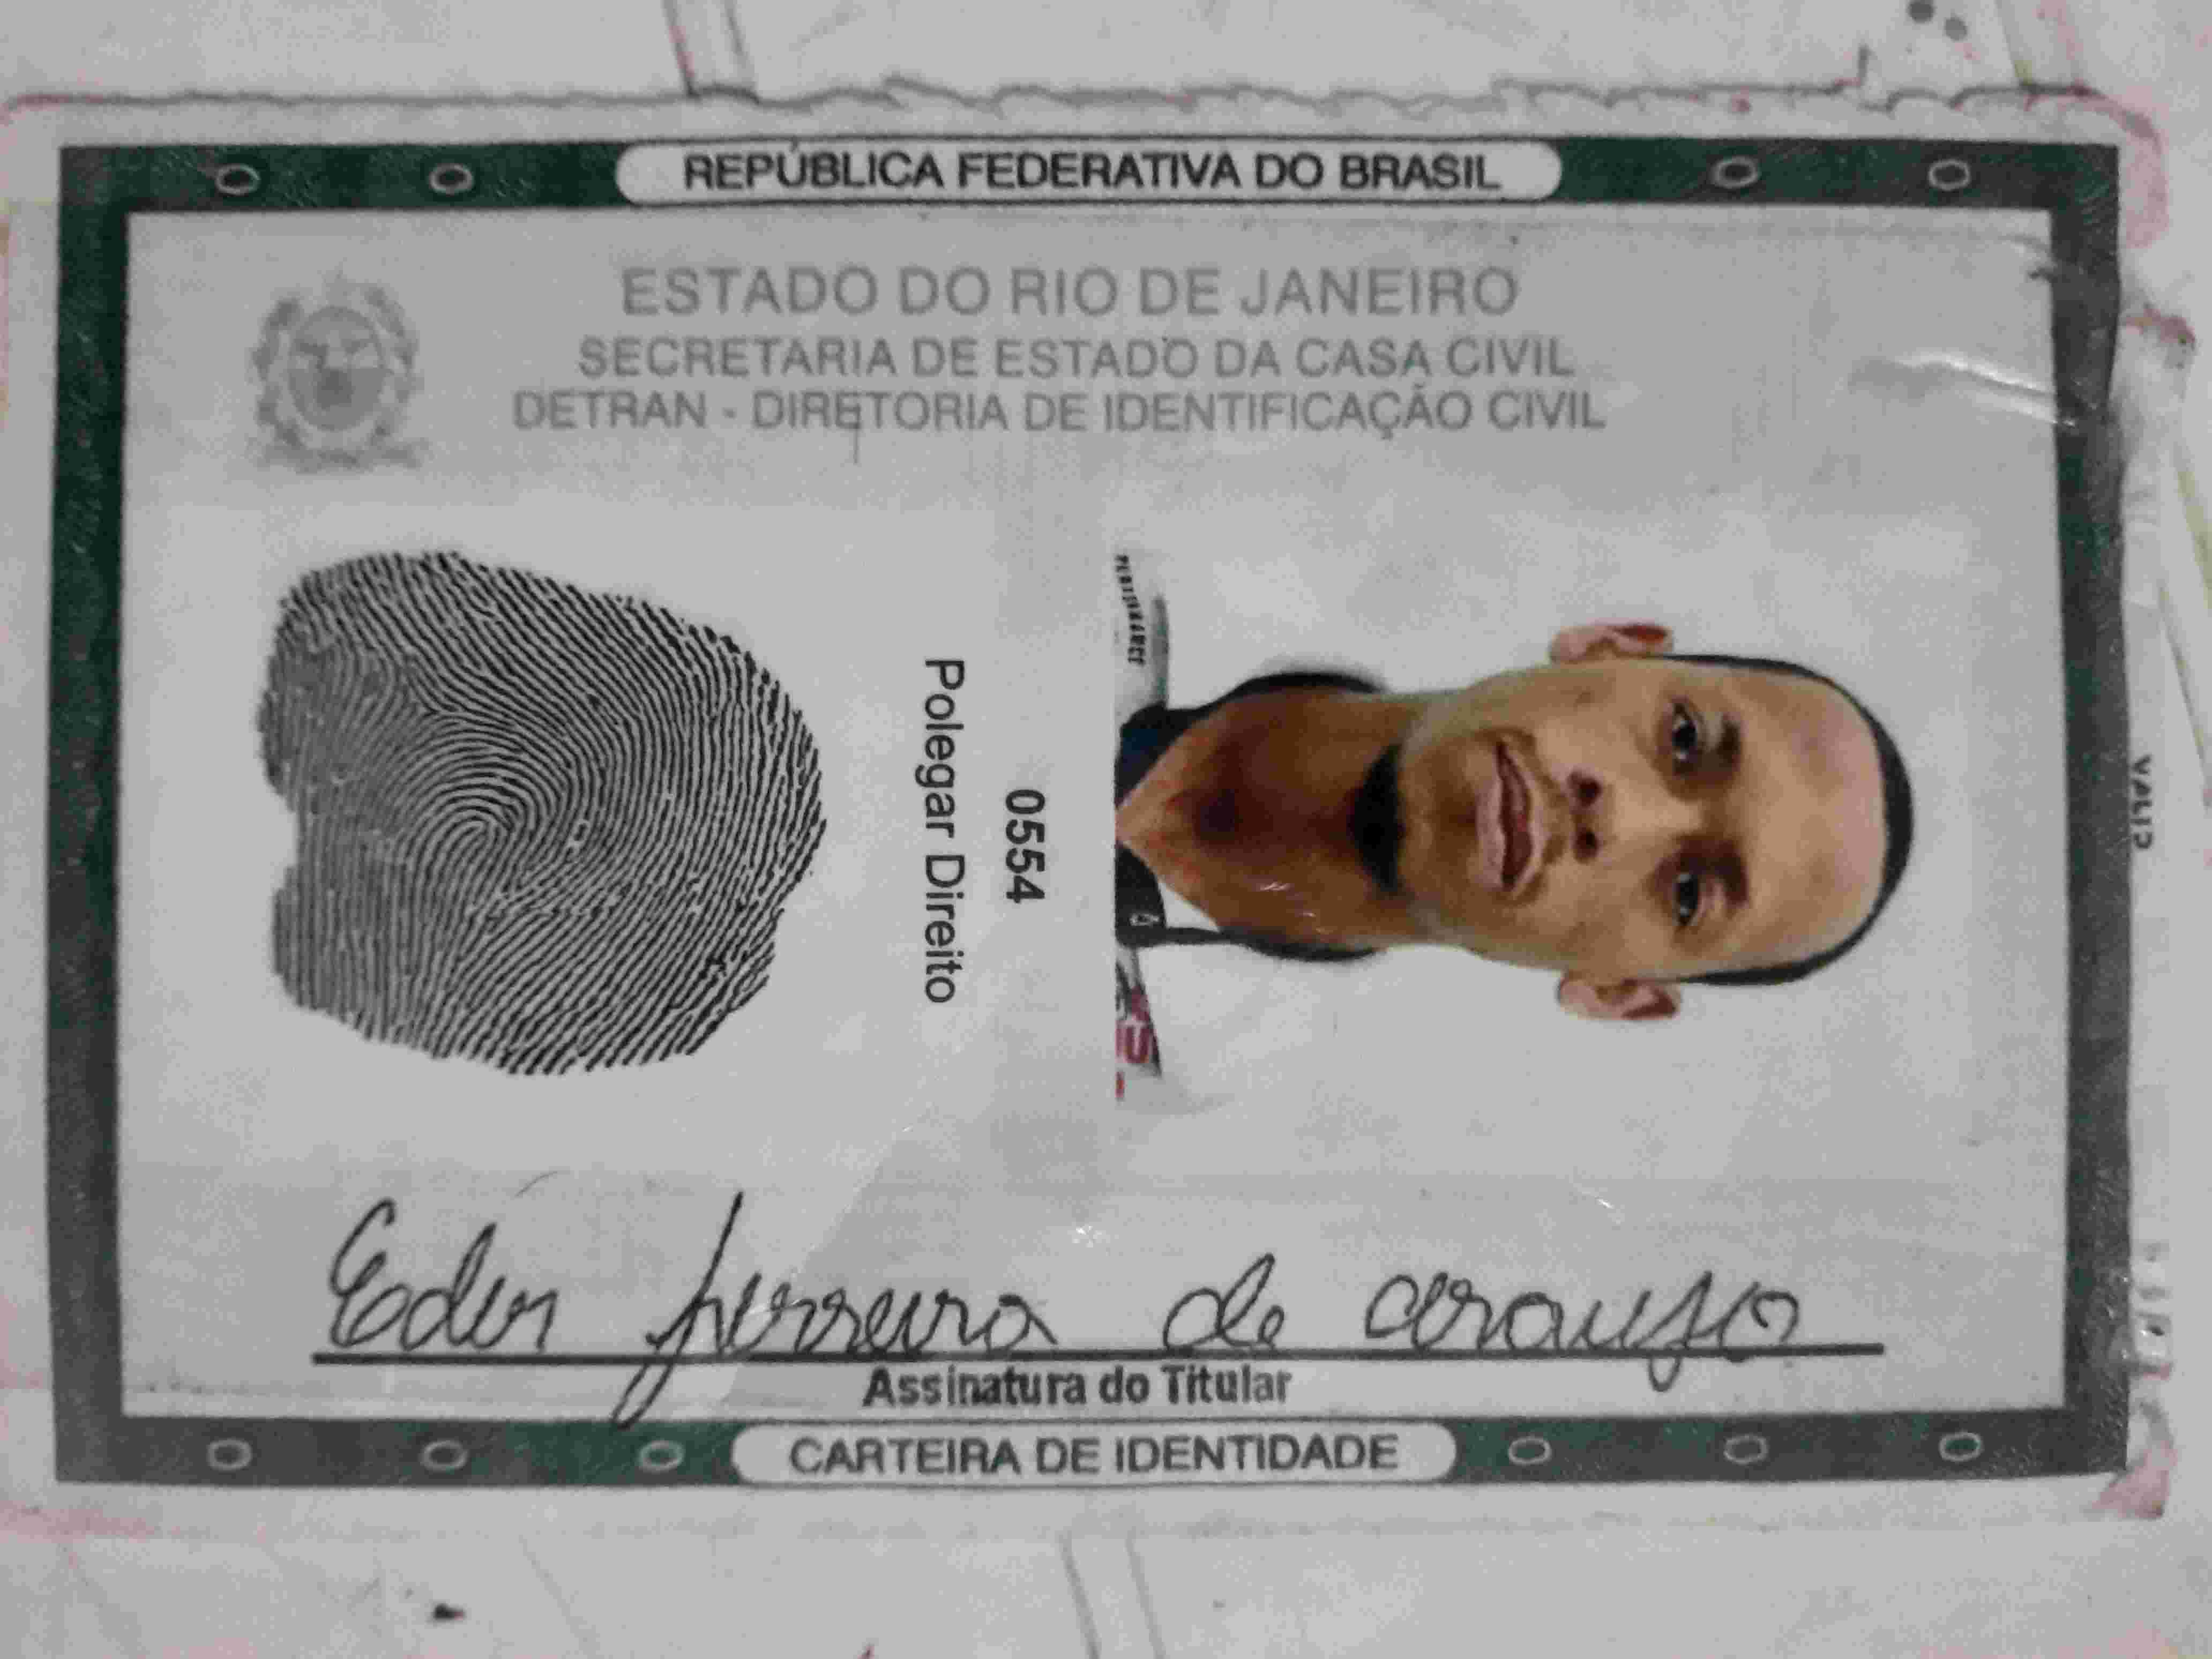 REPÚBLICA FEDERATIVA DO BRASIL
ESTADO DO RIO DE JANEIRO
SECRETARIA DE ESTADO DA CASA CIVIL
DETRAN - DIRETORIA DE IDENTIFICAÇÃO CIVIL
0554
Polegar Direito
Eder ferreira de araujo
Assinatura do Titular
CARTEIRA DE IDENTIDADE